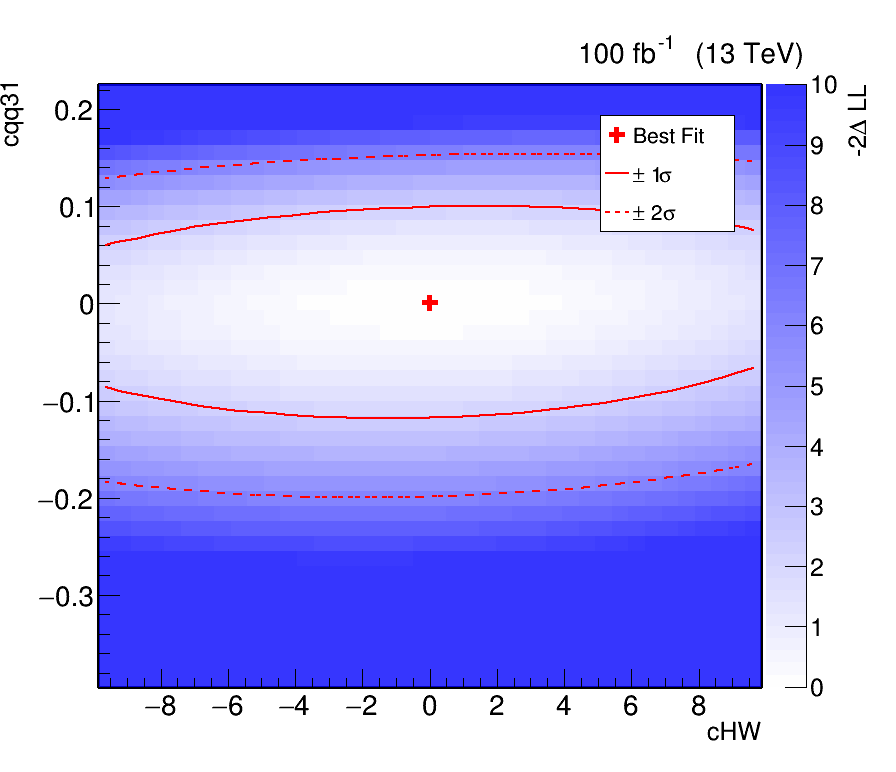 100 fb⁻¹ (13 TeV)
cqq31
-2Δ LL
Best Fit
± 1σ
± 2σ
0.2
0.1
0
−0.1
−0.2
−0.3
10
9
8
7
6
5
4
3
2
1
0
−8 −6 −4 −2 0 2 4 6 8
cHW